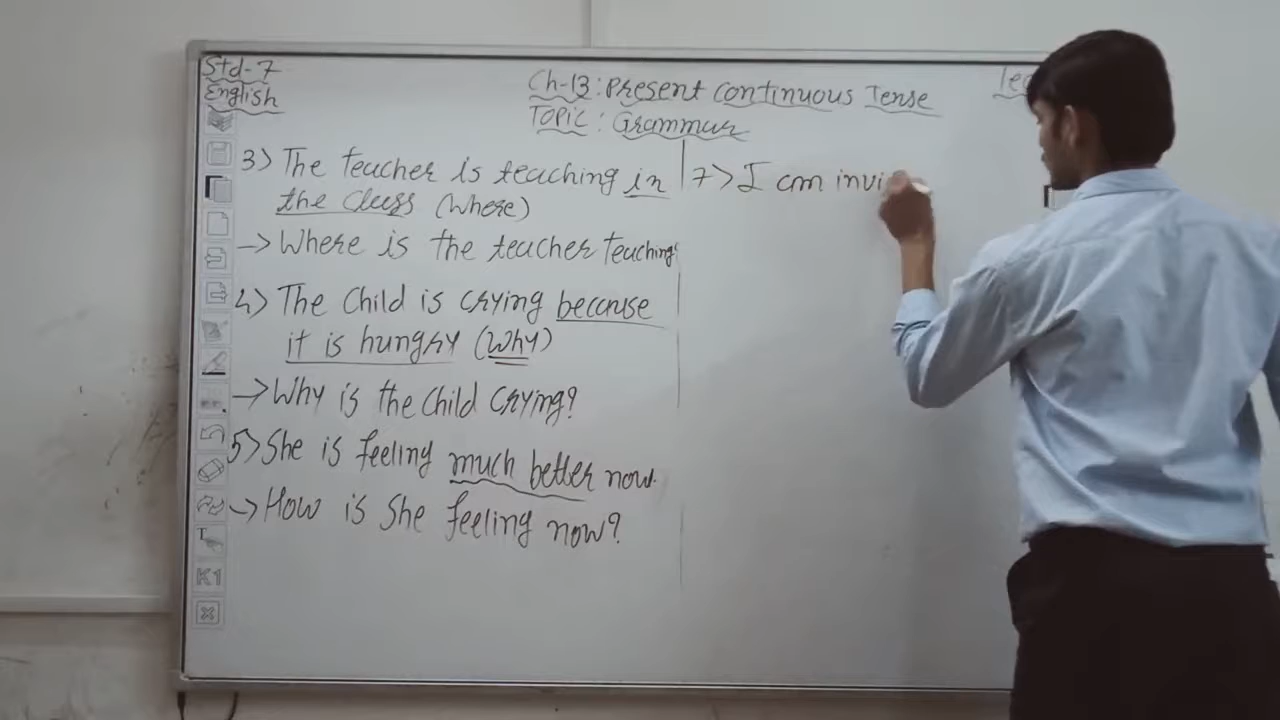 Std-7
English
Ch-13: Present Continuous Tense
Topic: Grammar
3> The teacher is teaching in
the class (Where)
→ Where is the teacher teaching?
4> The Child is crying because
it is hungry (Why)
→ Why is the Child Crying?
5> She is feeling much better now.
→ How is She feeling now?
7> I am invi
T
K1